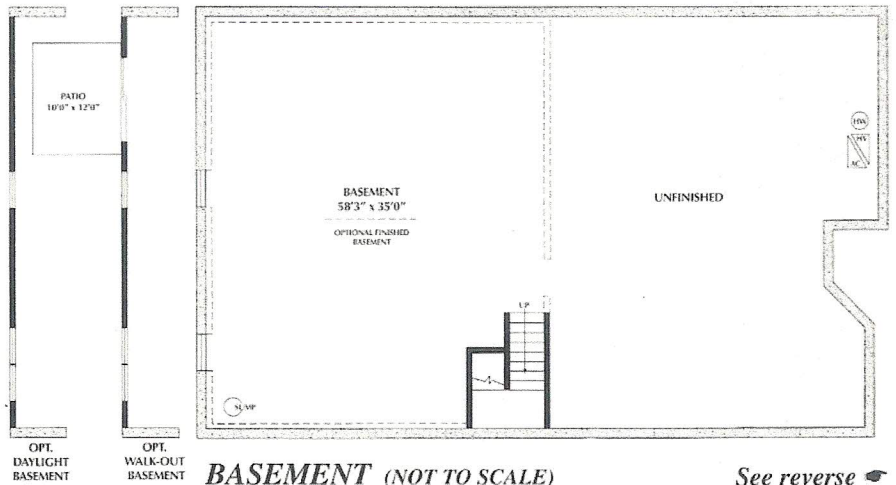 PATIO
10'0" x 12'0"
BASEMENT
58'3" x 35'0"
OPTIONAL FINISHED
BASEMENT
UNFINISHED
HW
HV
AC
UP
SUMP
OPT.
DAYLIGHT
BASEMENT
OPT.
WALK-OUT
BASEMENT
BASEMENT (NOT TO SCALE)
See reverse